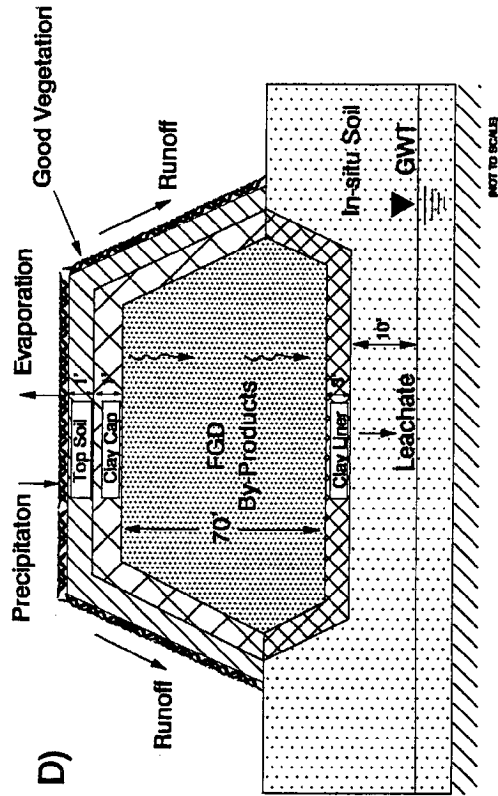 D)
Precipitaton
Evaporation
Good Vegetation
Runoff
Runoff
Top Soil
1'
Clay Cap
70'
FGD
By-Products
Clay Liner
In-situ Soil
10'
GWT
Leachate
(NOT TO SCALE)